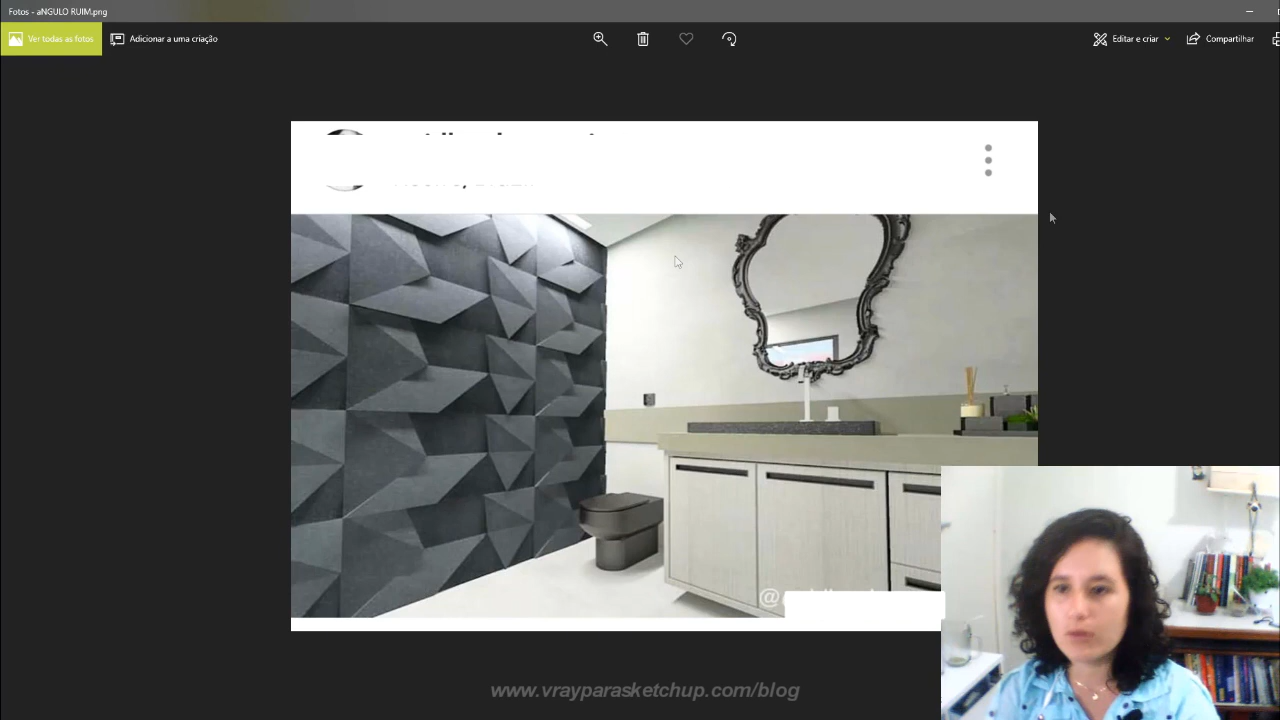 Fotos - aNGULO RUIM.png
Ver todas as fotos
Adicionar a uma criação
Editar e criar
Compartilhar
@
www.vrayparasketchup.com/blog